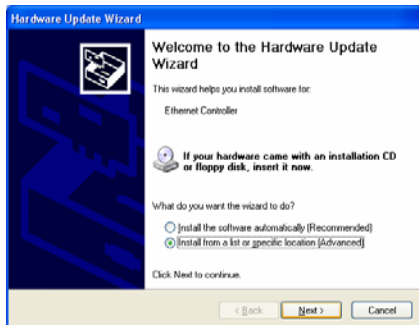 Hardware Update Wizard
Welcome to the Hardware Update
Wizard
This wizard helps you install software for:
Ethernet Controller
If your hardware came with an installation CD
or floppy disk, insert it now.
What do you want the wizard to do?
Install the software automatically (Recommended)
Install from a list or specific location (Advanced)
Click Next to continue.
< Back Next > Cancel